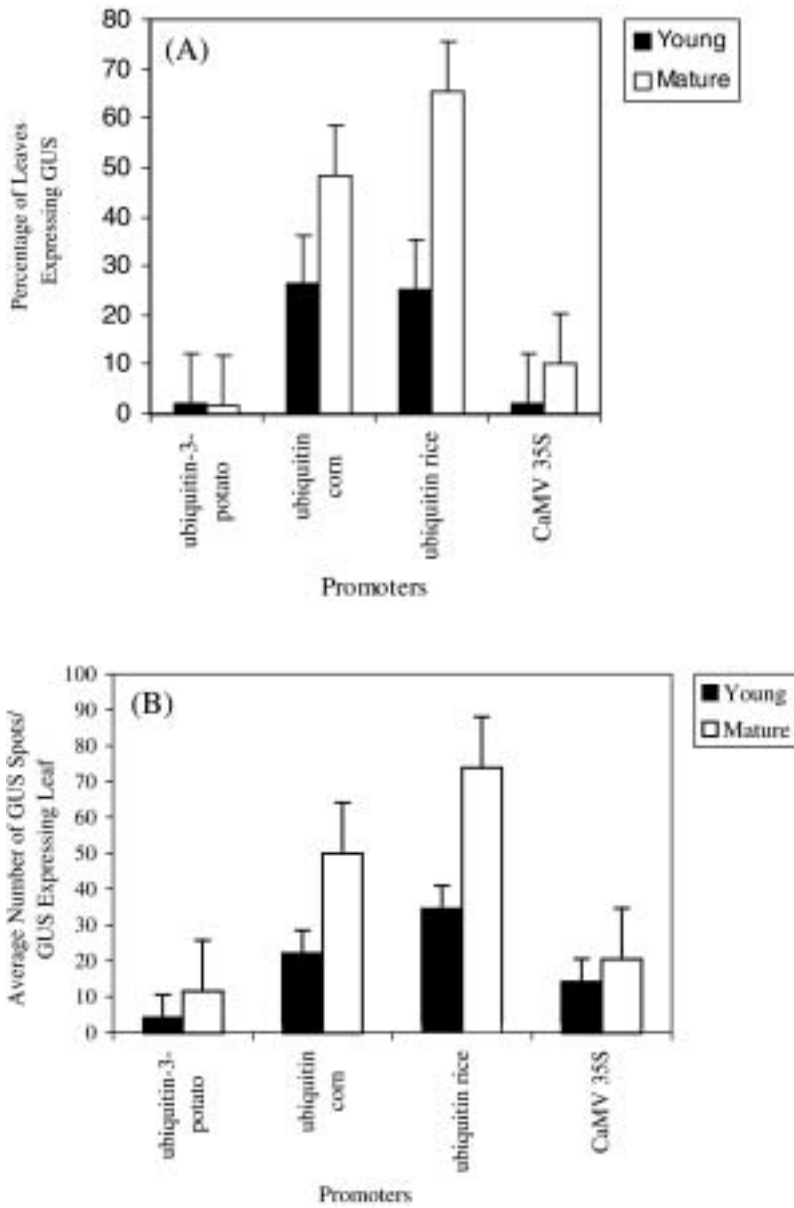 (A)
Young
Mature
Percentage of Leaves
Expressing GUS
80
70
60
50
40
30
20
10
0
ubiquitin-3-
potato
ubiquitin
corn
ubiquitin rice
CaMV 35S
Promoters
(B)
Young
Mature
Average Number of GUS Spots/
GUS Expressing Leaf
100
90
80
70
60
50
40
30
20
10
0
ubiquitin-3-
potato
ubiquitin
corn
ubiquitin rice
CaMV 35S
Promoters